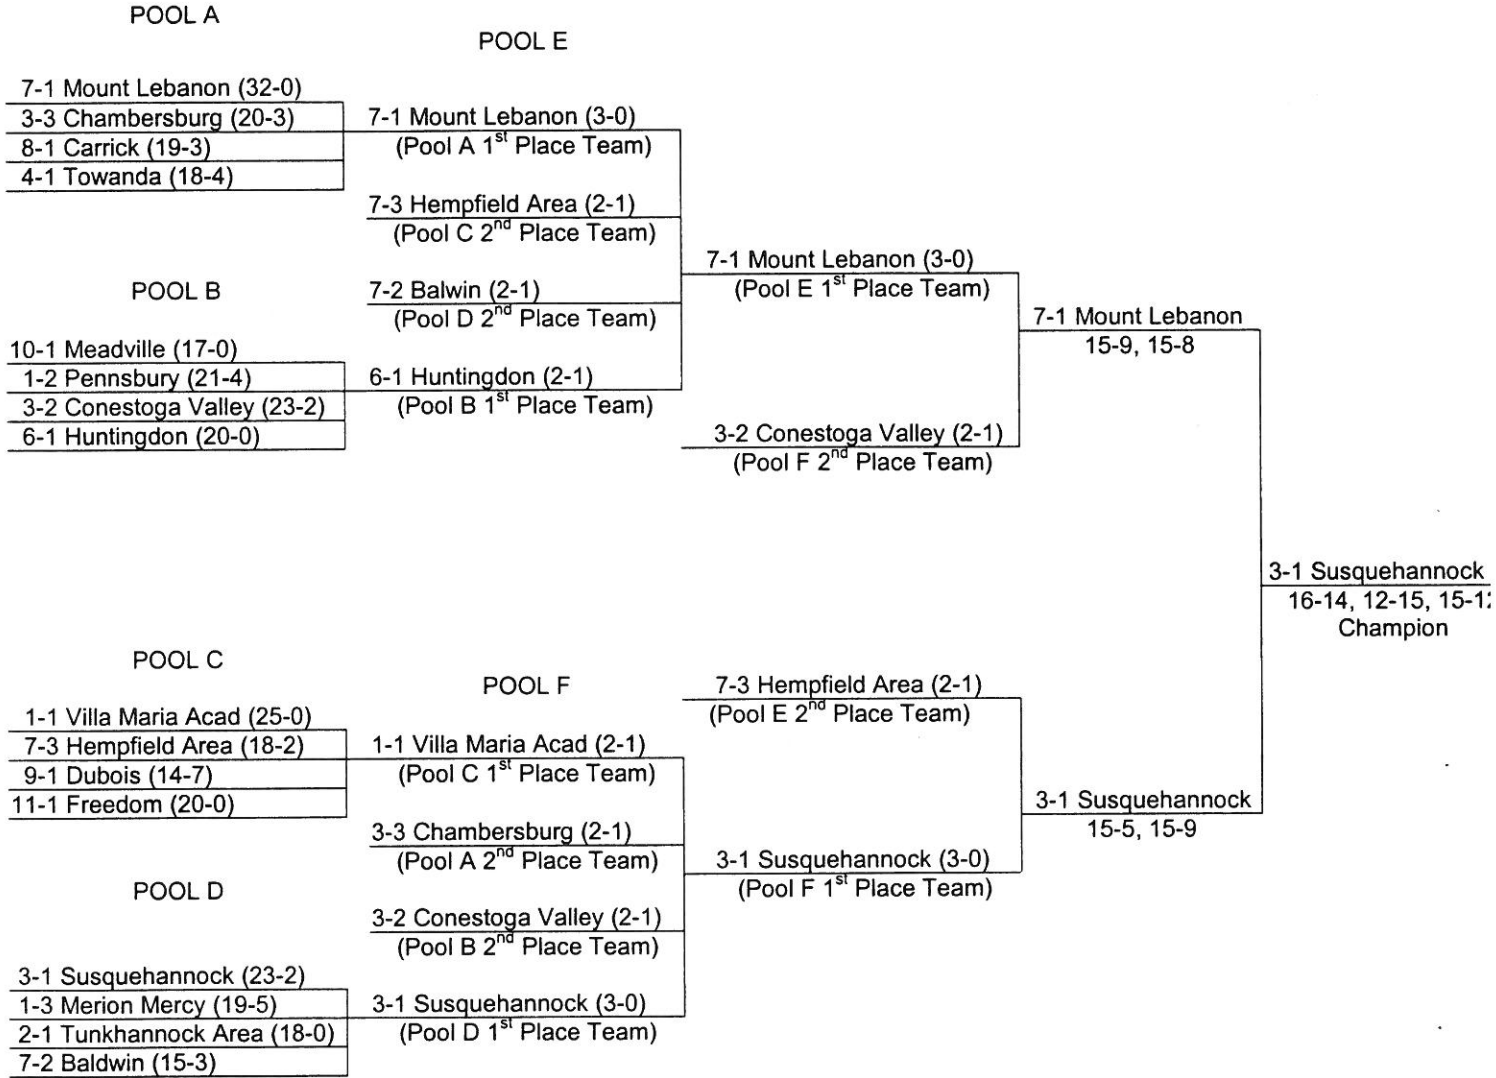 POOL A
7-1 Mount Lebanon (32-0)
3-3 Chambersburg (20-3)
8-1 Carrick (19-3)
4-1 Towanda (18-4)
POOL B
10-1 Meadville (17-0)
1-2 Pennsbury (21-4)
3-2 Conestoga Valley (23-2)
6-1 Huntingdon (20-0)
POOL C
1-1 Villa Maria Acad (25-0)
7-3 Hempfield Area (18-2)
9-1 Dubois (14-7)
11-1 Freedom (20-0)
POOL D
3-1 Susquehannock (23-2)
1-3 Merion Mercy (19-5)
2-1 Tunkhannock Area (18-0)
7-2 Baldwin (15-3)
POOL E
7-1 Mount Lebanon (3-0)
(Pool A 1st Place Team)
7-3 Hempfield Area (2-1)
(Pool C 2nd Place Team)
7-2 Balwin (2-1)
(Pool D 2nd Place Team)
6-1 Huntingdon (2-1)
(Pool B 1st Place Team)
POOL F
1-1 Villa Maria Acad (2-1)
(Pool C 1st Place Team)
3-3 Chambersburg (2-1)
(Pool A 2nd Place Team)
3-2 Conestoga Valley (2-1)
(Pool B 2nd Place Team)
3-1 Susquehannock (3-0)
(Pool D 1st Place Team)
7-1 Mount Lebanon (3-0)
(Pool E 1st Place Team)
3-2 Conestoga Valley (2-1)
(Pool F 2nd Place Team)
7-3 Hempfield Area (2-1)
(Pool E 2nd Place Team)
3-1 Susquehannock (3-0)
(Pool F 1st Place Team)
7-1 Mount Lebanon
15-9, 15-8
3-1 Susquehannock
15-5, 15-9
3-1 Susquehannock
16-14, 12-15,
Champion